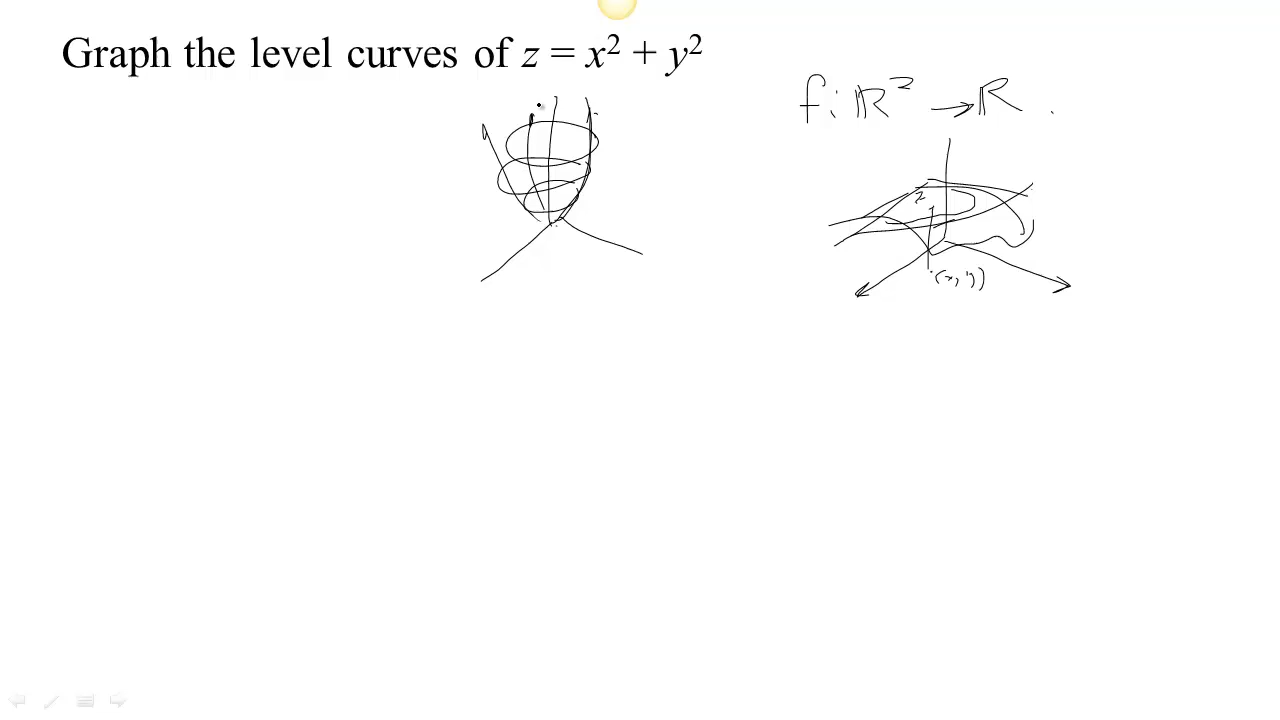 Graph the level curves of z = x² + y²
f : ℝ² → ℝ
z
(x, y)